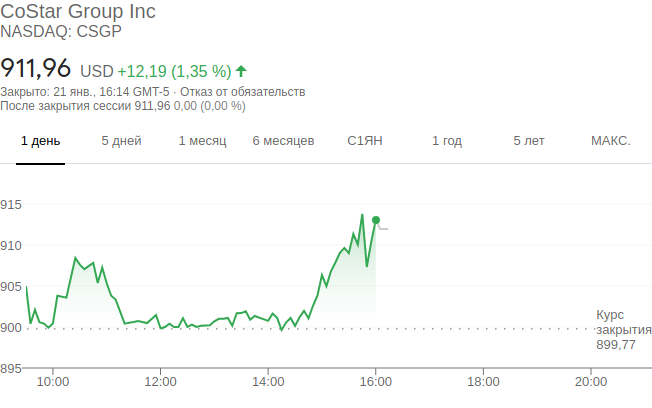 CoStar Group Inc
NASDAQ: CSGP
911,96 USD +12,19 (1,35 %)
Закрыто: 21 янв., 16:14 GMT-5 · Отказ от обязательств
После закрытия сессии 911,96 0,00 (0,00 %)
1 день 5 дней 1 месяц 6 месяцев С1ЯН 1 год 5 лет МАКС.
915
910
905
900
895
Курс
закрытия
899,77
10:00 12:00 14:00 16:00 18:00 20:00